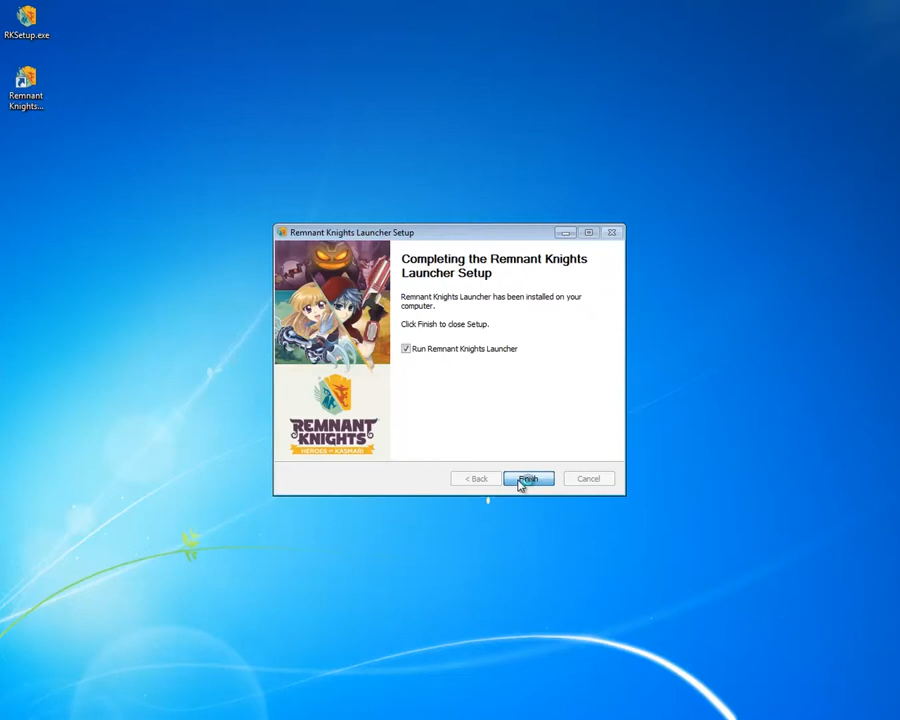 RKSetup.exe
Remnant
Knights...
Remnant Knights Launcher Setup
Completing the Remnant Knights
Launcher Setup
Remnant Knights Launcher has been installed on your
computer.
Click Finish to close Setup.
Run Remnant Knights Launcher
REMNANT
KNIGHTS
HEROES OF KASMARI
< Back
Finish
Cancel